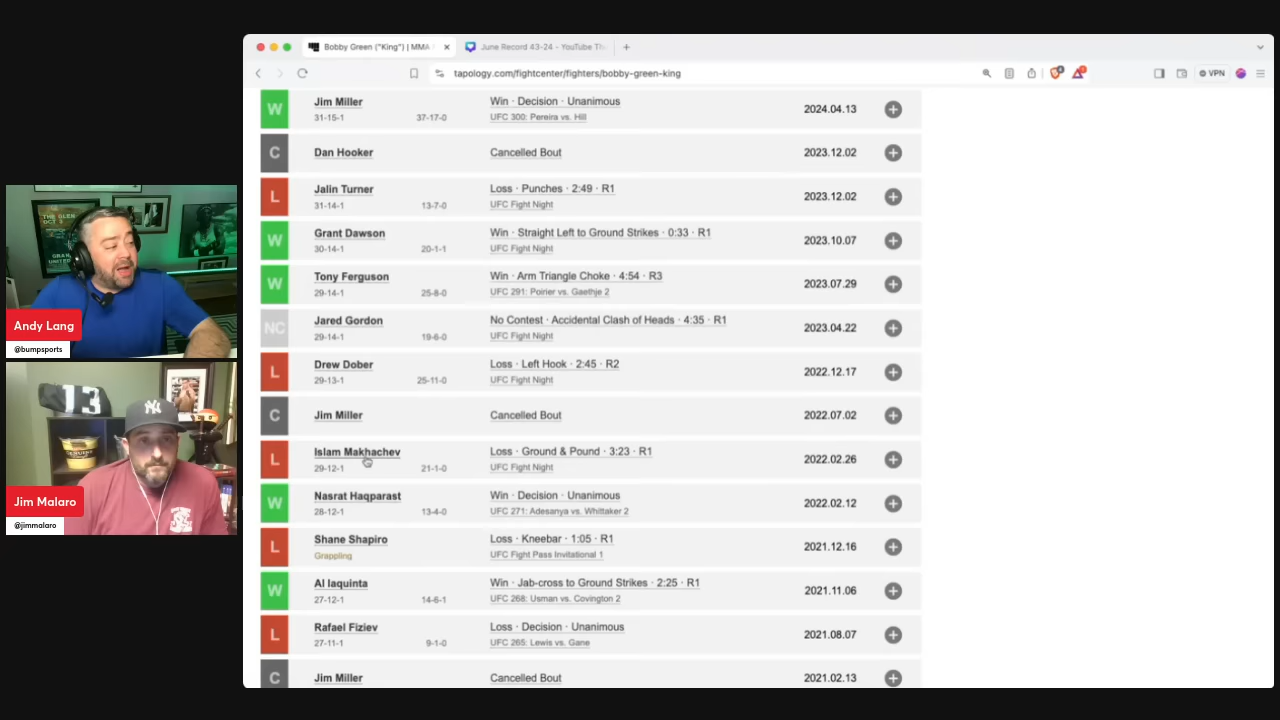 Bobby Green ("King") | MMA
June Record 43-24 - YouTube Th
tapology.com/fightcenter/fighters/bobby-green-king
VPN
W
Jim Miller
31-15-1
37-17-0
Win · Decision · Unanimous
UFC 300: Pereira vs. Hill
2024.04.13
C
Dan Hooker
Cancelled Bout
2023.12.02
L
Jalin Turner
31-14-1
13-7-0
Loss · Punches · 2:49 · R1
UFC Fight Night
2023.12.02
W
Grant Dawson
30-14-1
20-1-1
Win · Straight Left to Ground Strikes · 0:33 · R1
UFC Fight Night
2023.10.07
W
Tony Ferguson
29-14-1
25-8-0
Win · Arm Triangle Choke · 4:54 · R3
UFC 291: Poirier vs. Gaethje 2
2023.07.29
NC
Jared Gordon
29-14-1
19-6-0
No Contest · Accidental Clash of Heads · 4:35 · R1
UFC Fight Night
2023.04.22
L
Drew Dober
29-13-1
25-11-0
Loss · Left Hook · 2:45 · R2
UFC Fight Night
2022.12.17
C
Jim Miller
Cancelled Bout
2022.07.02
L
Islam Makhachev
29-12-1
21-1-0
Loss · Ground & Pound · 3:23 · R1
UFC Fight Night
2022.02.26
W
Nasrat Haqparast
28-12-1
13-4-0
Win · Decision · Unanimous
UFC 271: Adesanya vs. Whittaker 2
2022.02.12
L
Shane Shapiro
Grappling
Loss · Kneebar · 1:05 · R1
UFC Fight Pass Invitational 1
2021.12.16
W
Al Iaquinta
27-12-1
14-6-1
Win · Jab-cross to Ground Strikes · 2:25 · R1
UFC 268: Usman vs. Covington 2
2021.11.06
L
Rafael Fiziev
27-11-1
9-1-0
Loss · Decision · Unanimous
UFC 265: Lewis vs. Gane
2021.08.07
C
Jim Miller
Cancelled Bout
2021.02.13
THE GLEN
OCT 3
Andy Lang
@bumpsports
13
NY
Jim Malaro
@jimmalaro